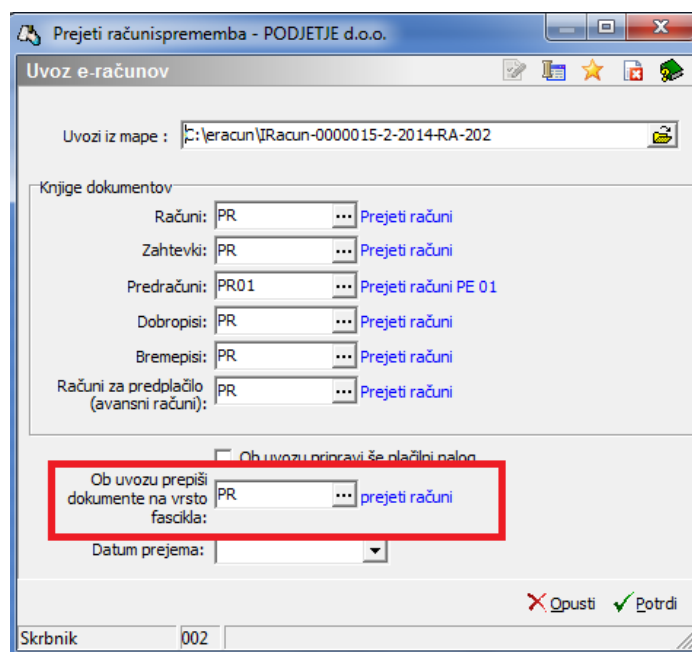 Prejeti računisprememba - PODJETJE d.o.o.
Uvoz e-računov
Uvozi iz mape : C:\eracun\IRacun-0000015-2-2014-RA-202
Knjige dokumentov
Računi: PR ... Prejeti računi
Zahtevki: PR ... Prejeti računi
Predračuni: PR01 ... Prejeti računi PE 01
Dobropisi: PR ... Prejeti računi
Bremepisi: PR ... Prejeti računi
Računi za predplačilo
(avansni računi): PR ... Prejeti računi
Ob uvozu pripravi še plačilni nalog
Ob uvozu prepiši
dokumente na vrsto
fascikla: PR ... prejeti računi
Datum prejema:
Opusti Potrdi
Skrbnik 002